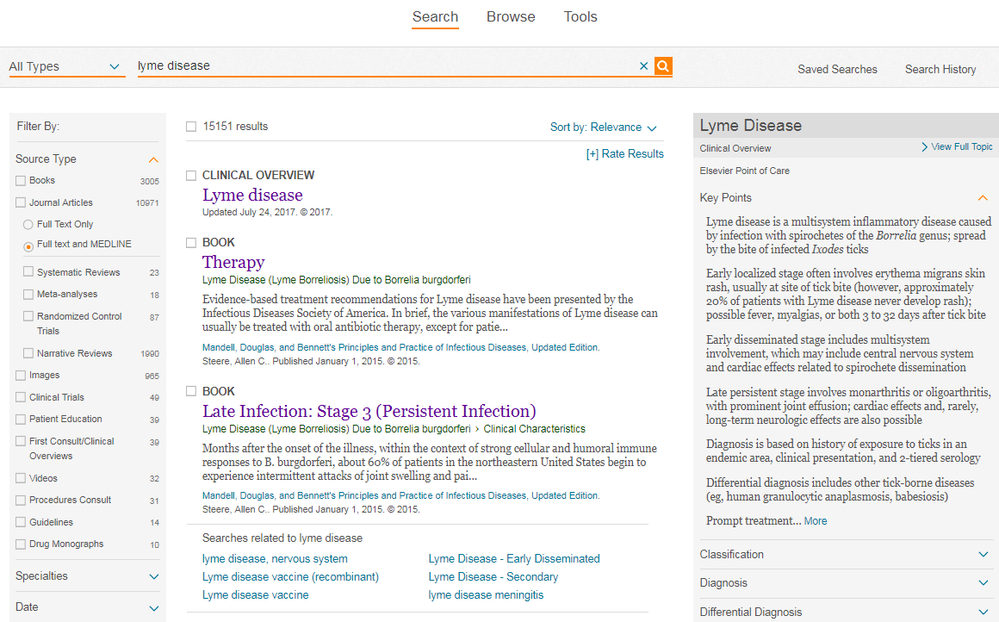 Search Browse Tools
All Types lyme disease Saved Searches Search History
Filter By:
Source Type
Books 3005
Journal Articles 10971
Full Text Only
Full text and MEDLINE
Systematic Reviews 23
Meta-analyses 18
Randomized Control 87
Trials
Narrative Reviews 1990
Images 965
Clinical Trials 49
Patient Education 39
First Consult/Clinical 39
Overviews
Videos 32
Procedures Consult 31
Guidelines 14
Drug Monographs 10
Specialties
Date
15151 results Sort by: Relevance
[+] Rate Results
CLINICAL OVERVIEW
Lyme disease
Updated July 24, 2017. © 2017.
BOOK
Therapy
Lyme Disease (Lyme Borreliosis) Due to Borrelia burgdorferi
Evidence-based treatment recommendations for Lyme disease have been presented by the
Infectious Diseases Society of America. In brief, the various manifestations of Lyme disease can
usually be treated with oral antibiotic therapy, except for patie...
Mandell, Douglas, and Bennett's Principles and Practice of Infectious Diseases, Updated Edition.
Steere, Allen C.. Published January 1, 2015. © 2015.
BOOK
Late Infection: Stage 3 (Persistent Infection)
Lyme Disease (Lyme Borreliosis) Due to Borrelia burgdorferi › Clinical Characteristics
Months after the onset of the illness, within the context of strong cellular and humoral immune
responses to B. burgdorferi, about 60% of patients in the northeastern United States begin to
experience intermittent attacks of joint swelling and pai...
Mandell, Douglas, and Bennett's Principles and Practice of Infectious Diseases, Updated Edition.
Steere, Allen C.. Published January 1, 2015. © 2015.
Searches related to lyme disease
lyme disease, nervous system Lyme Disease - Early Disseminated
Lyme disease vaccine (recombinant) Lyme Disease - Secondary
Lyme disease vaccine lyme disease meningitis
Lyme Disease
Clinical Overview View Full Topic
Elsevier Point of Care
Key Points
Lyme disease is a multisystem inflammatory disease caused
by infection with spirochetes of the Borrelia genus; spread
by the bite of infected Ixodes ticks
Early localized stage often involves erythema migrans skin
rash, usually at site of tick bite (however, approximately
20% of patients with Lyme disease never develop rash);
possible fever, myalgias, or both 3 to 32 days after tick bite
Early disseminated stage includes multisystem
involvement, which may include central nervous system
and cardiac effects related to spirochete dissemination
Late persistent stage involves monarthritis or oligoarthritis,
with prominent joint effusion; cardiac effects and, rarely,
long-term neurologic effects are also possible
Diagnosis is based on history of exposure to ticks in an
endemic area, clinical presentation, and 2-tiered serology
Differential diagnosis includes other tick-borne diseases
(eg, human granulocytic anaplasmosis, babesiosis)
Prompt treatment... More
Classification
Diagnosis
Differential Diagnosis